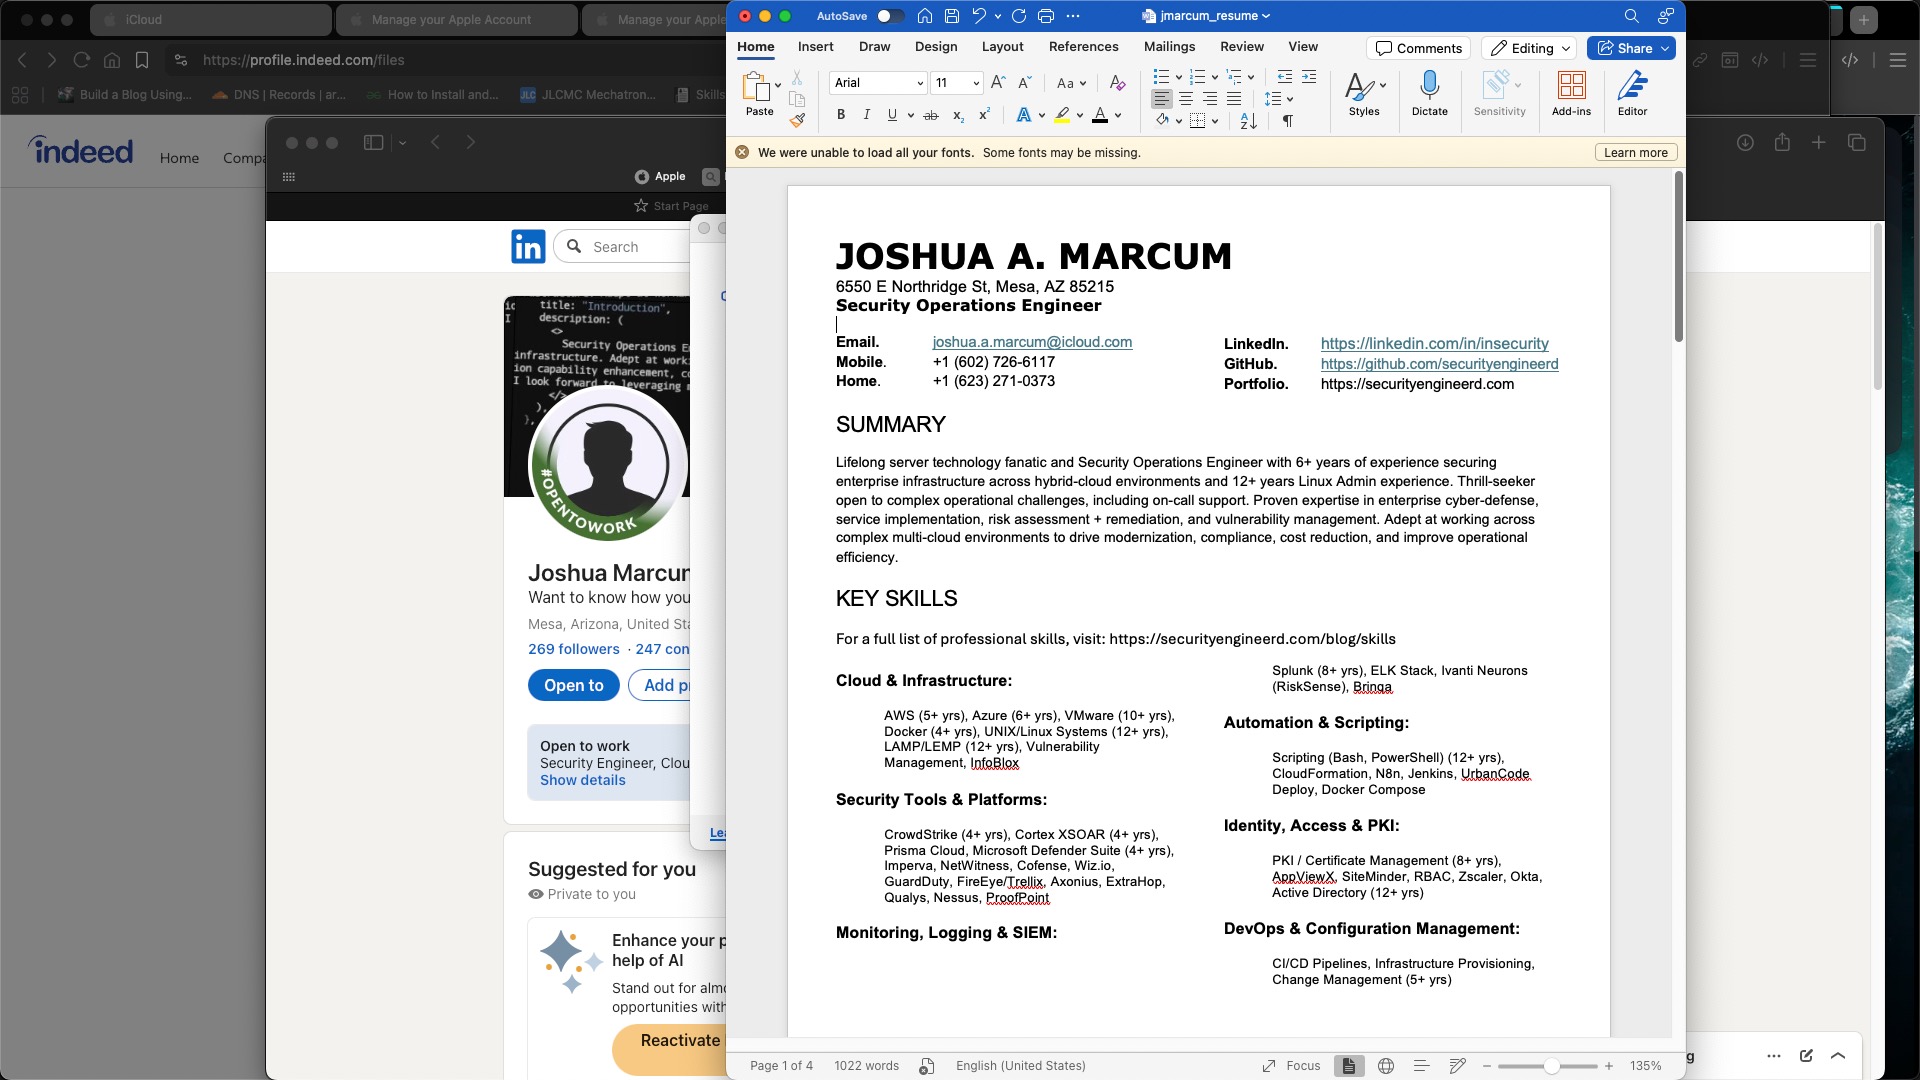 iCloud
Manage your Apple Account
Manage your Apple
https://profile.indeed.com/files
Build a Blog Using...
DNS | Records | ar...
How to Install and...
JLC JLCMC Mechatron...
Skills
indeed
Home
Compa
Apple
Start Page
in
Search
title: "Introduction",
description: (
<>
Security Operations E
infrastructure. Adept at work
ion capability enhancement, c
I look forward to leveraging
</>
),
},
#OPENTOWORK
Joshua Marcum
Want to know how you
Mesa, Arizona, United Sta
269 followers · 247 con
Open to
Add p
Open to work
Security Engineer, Clou
Show details
Lea
Suggested for you
Private to you
Enhance your p
help of AI
Stand out for almo
opportunities with
Reactivate
AutoSave
jmarcum_resume
Home
Insert
Draw
Design
Layout
References
Mailings
Review
View
Comments
Editing
Share
Paste
Arial
11
Aa
B I U ab x₂ x²
A A
Styles
Dictate
Sensitivity
Add-ins
Editor
We were unable to load all your fonts. Some fonts may be missing.
Learn more
JOSHUA A. MARCUM
6550 E Northridge St, Mesa, AZ 85215
Security Operations Engineer
Email. joshua.a.marcum@icloud.com
Mobile. +1 (602) 726-6117
Home. +1 (623) 271-0373
LinkedIn. https://linkedin.com/in/insecurity
GitHub. https://github.com/securityengineerd
Portfolio. https://securityengineerd.com
SUMMARY
Lifelong server technology fanatic and Security Operations Engineer with 6+ years of experience securing
enterprise infrastructure across hybrid-cloud environments and 12+ years Linux Admin experience. Thrill-seeker
open to complex operational challenges, including on-call support. Proven expertise in enterprise cyber-defense,
service implementation, risk assessment + remediation, and vulnerability management. Adept at working across
complex multi-cloud environments to drive modernization, compliance, cost reduction, and improve operational
efficiency.
KEY SKILLS
For a full list of professional skills, visit: https://securityengineerd.com/blog/skills
Cloud & Infrastructure:
AWS (5+ yrs), Azure (6+ yrs), VMware (10+ yrs),
Docker (4+ yrs), UNIX/Linux Systems (12+ yrs),
LAMP/LEMP (12+ yrs), Vulnerability
Management, InfoBlox
Security Tools & Platforms:
CrowdStrike (4+ yrs), Cortex XSOAR (4+ yrs),
Prisma Cloud, Microsoft Defender Suite (4+ yrs),
Imperva, NetWitness, Cofense, Wiz.io,
GuardDuty, FireEye/Trellix, Axonius, ExtraHop,
Qualys, Nessus, ProofPoint
Monitoring, Logging & SIEM:
Splunk (8+ yrs), ELK Stack, Ivanti Neurons
(RiskSense), Bringa
Automation & Scripting:
Scripting (Bash, PowerShell) (12+ yrs),
CloudFormation, N8n, Jenkins, UrbanCode
Deploy, Docker Compose
Identity, Access & PKI:
PKI / Certificate Management (8+ yrs),
AppViewX, SiteMinder, RBAC, Zscaler, Okta,
Active Directory (12+ yrs)
DevOps & Configuration Management:
CI/CD Pipelines, Infrastructure Provisioning,
Change Management (5+ yrs)
Page 1 of 4
1022 words
English (United States)
Focus
135%
g